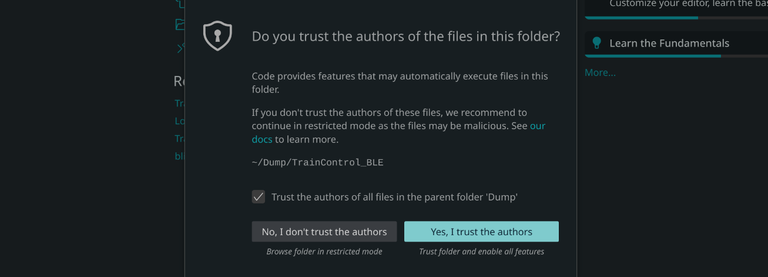 Customize your editor, learn the bas
Do you trust the authors of the files in this folder?
Learn the Fundamentals
More...
Code provides features that may automatically execute files in this
folder.
If you don't trust the authors of these files, we recommend to
continue in restricted mode as the files may be malicious. See our
docs to learn more.
~/Dump/TrainControl_BLE
Trust the authors of all files in the parent folder 'Dump'
No, I don't trust the authors
Yes, I trust the authors
Browse folder in restricted mode
Trust folder and enable all features
Re
Tr
Lo
Tr
bl